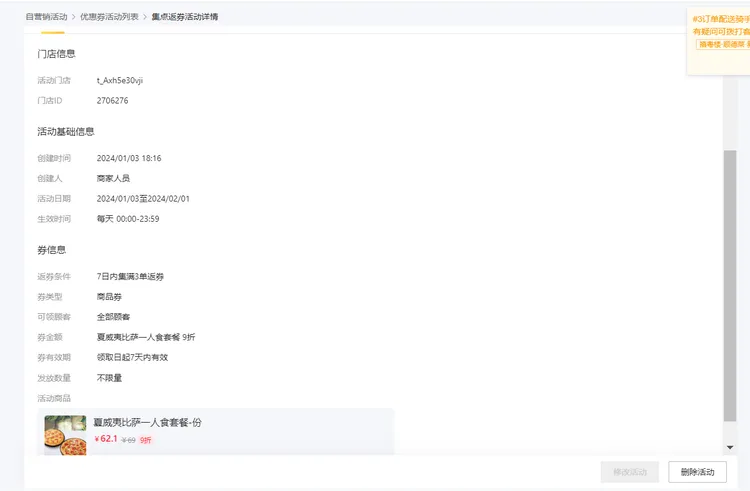 自营销活动 > 优惠券活动列表 > 集点返券活动详情
#3订单配送骑手
有疑问可拨打套
门店信息
活动门店 t_Axh5e30vji
门店ID 2706276
活动基础信息
创建时间 2024/01/03 18:16
创建人 商家人员
活动日期 2024/01/03至2024/02/01
生效时间 每天 00:00-23:59
券信息
返券条件 7日内集满3单返券
券类型 商品券
可领顾客 全部顾客
券金额 夏威夷比萨一人食套餐 9折
券有效期 领取日起7天内有效
发放数量 不限量
活动商品
夏威夷比萨一人食套餐-份
¥62.1 ¥69 9折
修改活动 删除活动